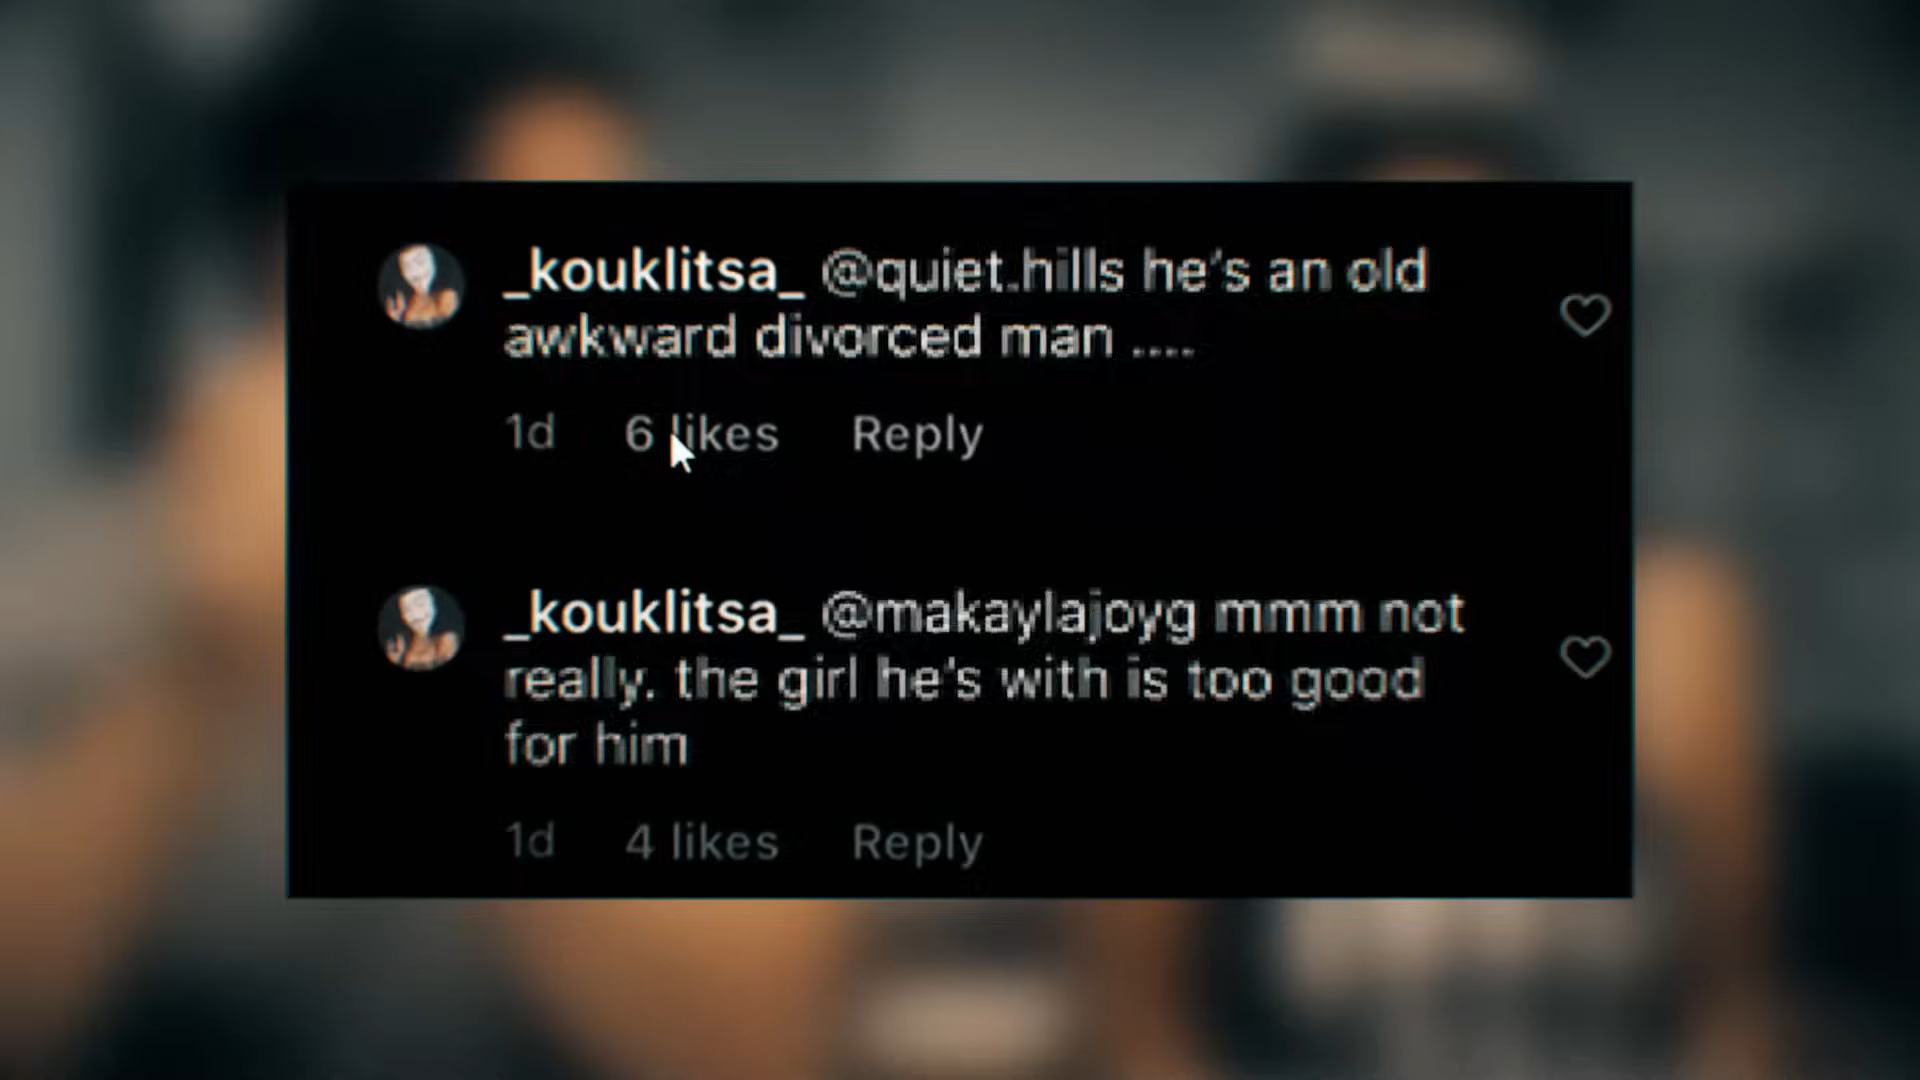 _kouklitsa_ @quiet.hills he's an old
awkward divorced man ....
1d 6 likes Reply
_kouklitsa_ @makaylajoyg mmm not
really. the girl he's with is too good
for him
1d 4 likes Reply